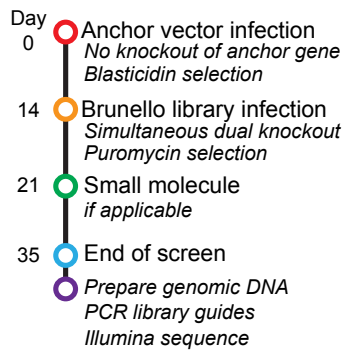 Day
0 Anchor vector infection
No knockout of anchor gene
Blasticidin selection
14 Brunello library infection
Simultaneous dual knockout
Puromycin selection
21 Small molecule
if applicable
35 End of screen
Prepare genomic DNA
PCR library guides
Illumina sequence